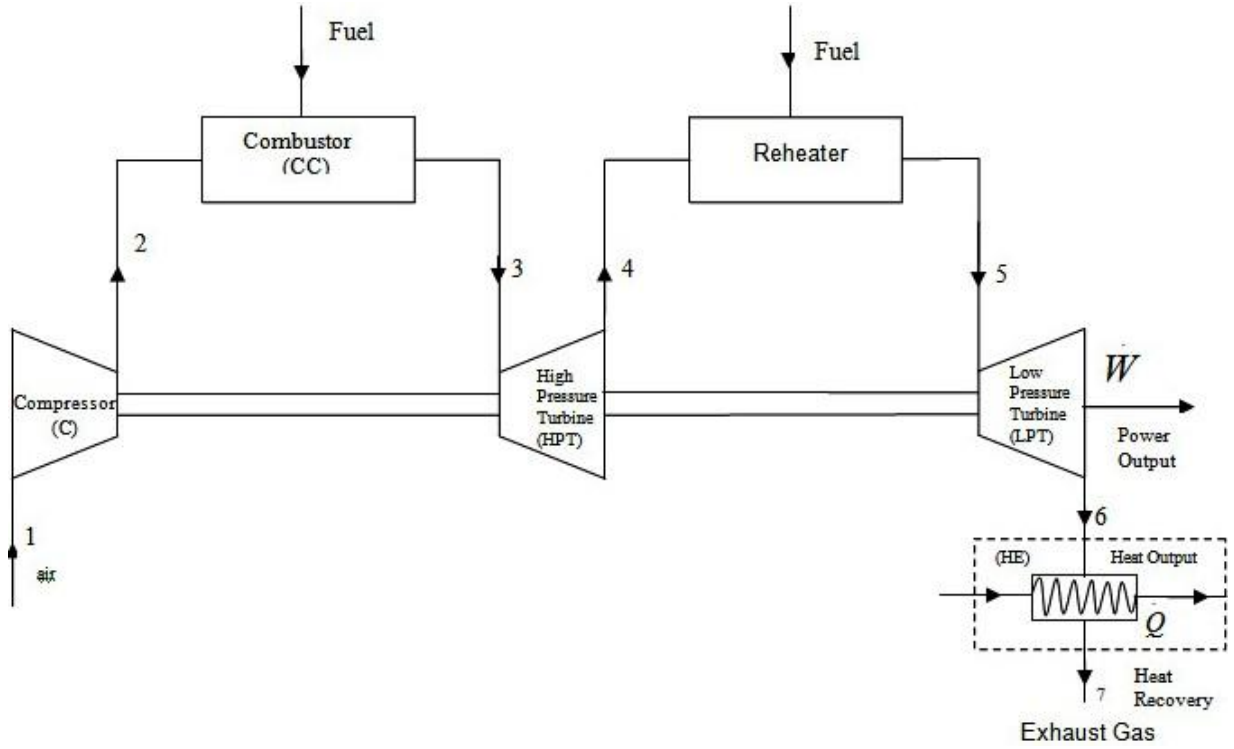 Fuel
Fuel
Combustor
(CC)
Reheater
2
3
4
5
Compressor
(C)
High
Pressure
Turbine
(HPT)
Low
Pressure
Turbine
(LPT)
Ẇ
Power
Output
1
air
6
(HE)
Heat Output
Q̇
7
Heat
Recovery
Exhaust Gas